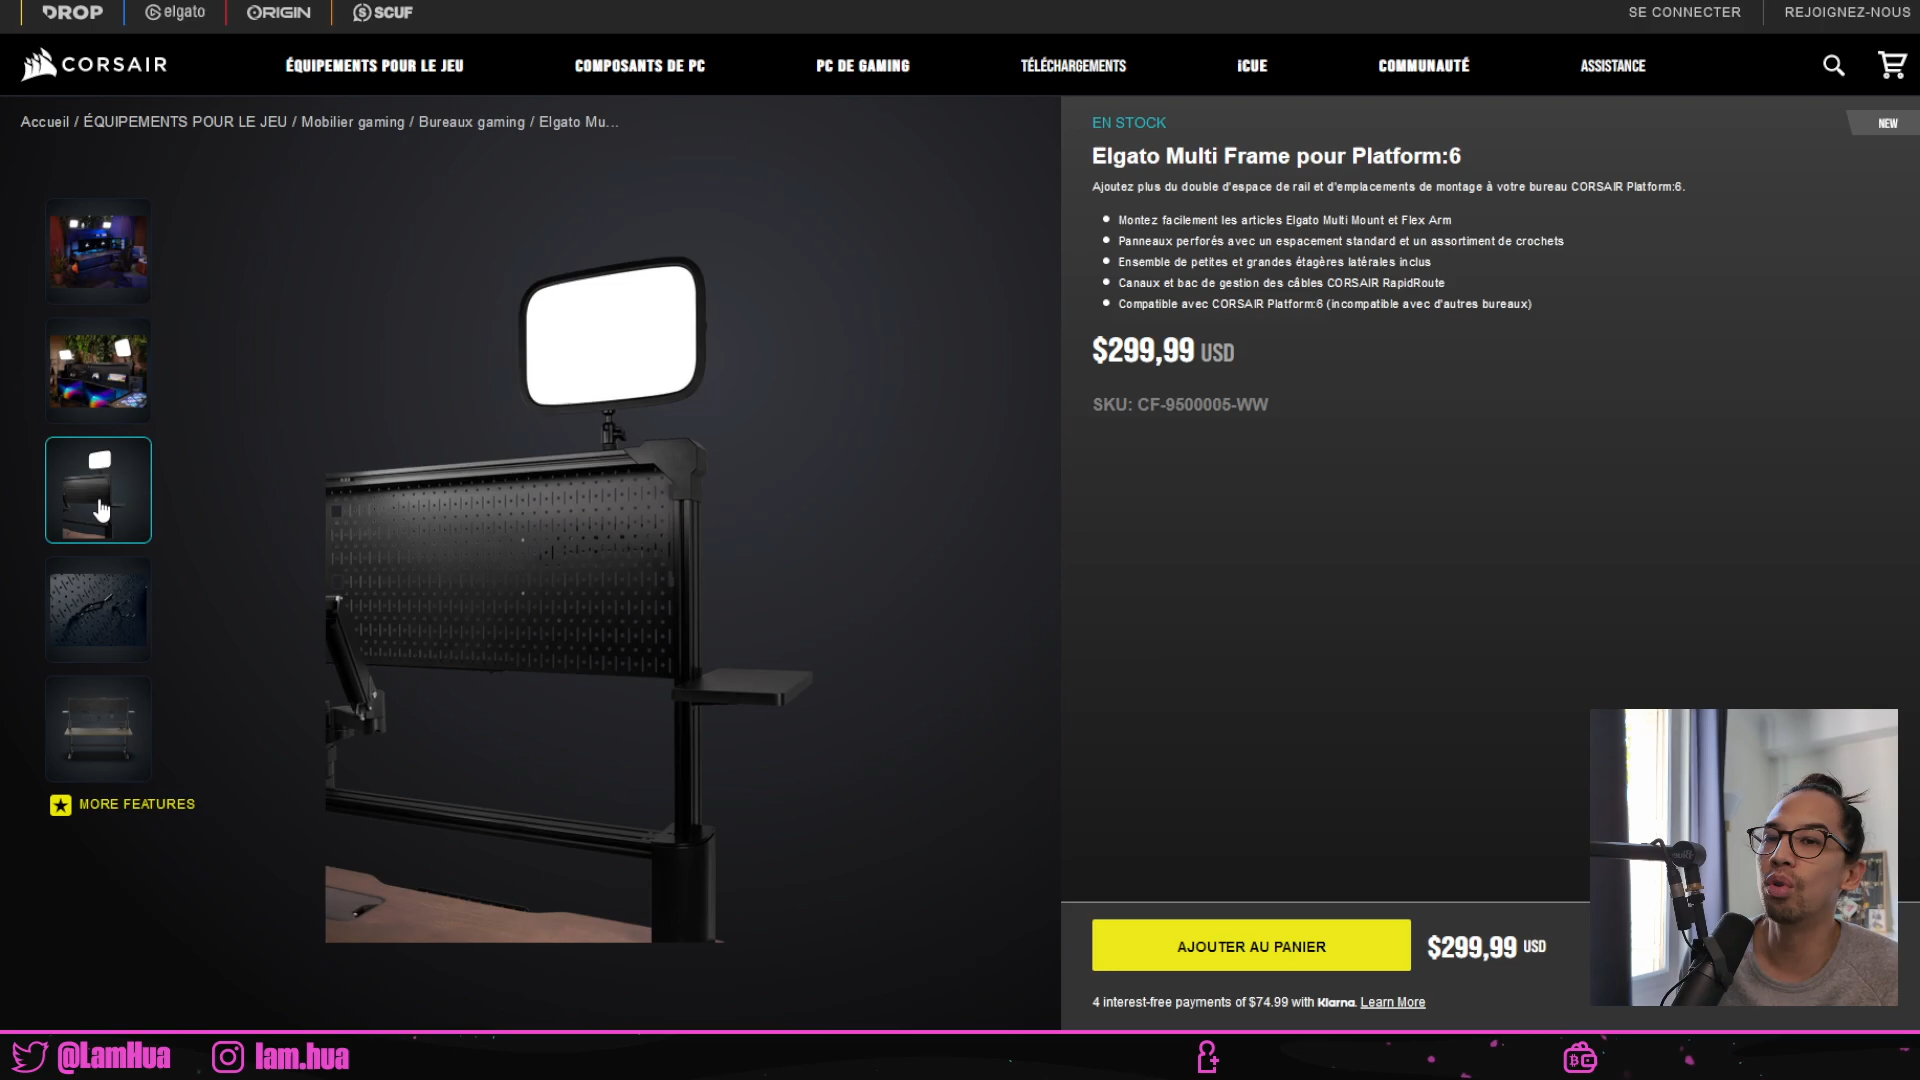 DROP elgato ORIGIN SCUF
SE CONNECTER REJOIGNEZ-NOUS
CORSAIR
ÉQUIPEMENTS POUR LE JEU COMPOSANTS DE PC PC DE GAMING TÉLÉCHARGEMENTS iCUE COMMUNAUTÉ ASSISTANCE
Accueil / ÉQUIPEMENTS POUR LE JEU / Mobilier gaming / Bureaux gaming / Elgato Mu...
EN STOCK
NEW
Elgato Multi Frame pour Platform:6
Ajoutez plus du double d'espace de rail et d'emplacements de montage à votre bureau CORSAIR Platform:6.
Montez facilement les articles Elgato Multi Mount et Flex Arm
Panneaux perforés avec un espacement standard et un assortiment de crochets
Ensemble de petites et grandes étagères latérales inclus
Canaux et bac de gestion des câbles CORSAIR RapidRoute
Compatible avec CORSAIR Platform:6 (incompatible avec d'autres bureaux)
$299,99 USD
SKU: CF-9500005-WW
MORE FEATURES
AJOUTER AU PANIER
$299,99 USD
4 interest-free payments of $74.99 with Klarna. Learn More
@LamHua lam.hua